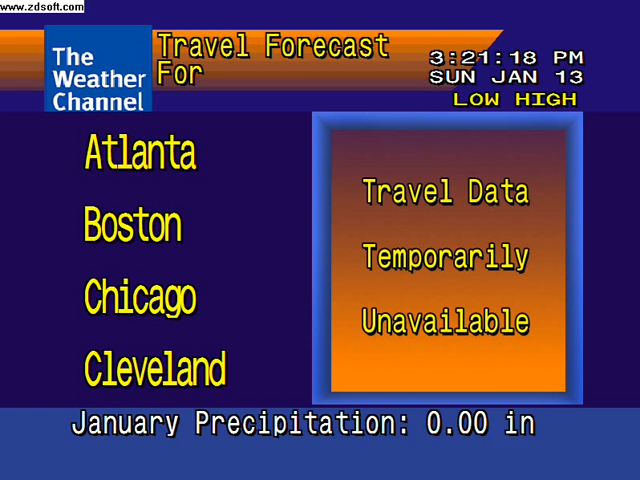 www.zdsoft.com
The
Weather
Channel
Travel Forecast
For
3:21:18 PM
SUN JAN 13
LOW HIGH
Atlanta
Boston
Chicago
Cleveland
Travel Data
Temporarily
Unavailable
January Precipitation: 0.00 in